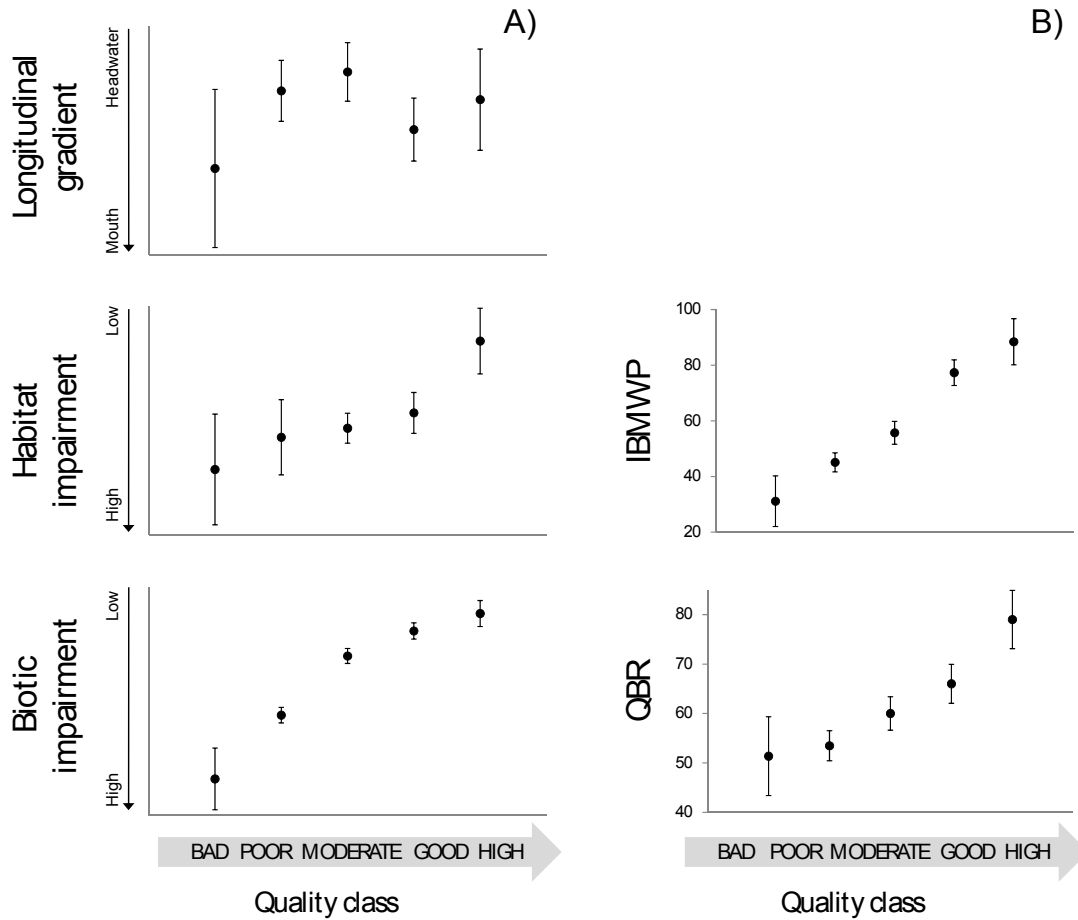 A)
Longitudinal
gradient
Headwater
Mouth
Habitat
impairment
Low
High
Biotic
impairment
Low
High
BAD POOR MODERATE GOOD HIGH
Quality class
B)
IBMWP
100
80
60
40
20
QBR
80
70
60
50
40
BAD POOR MODERATE GOOD HIGH
Quality class